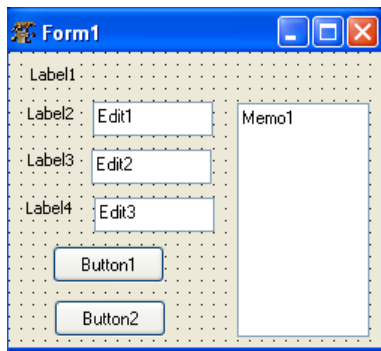 Form1
Label1
Label2 Edit1 Memo1
Label3 Edit2
Label4 Edit3
Button1
Button2